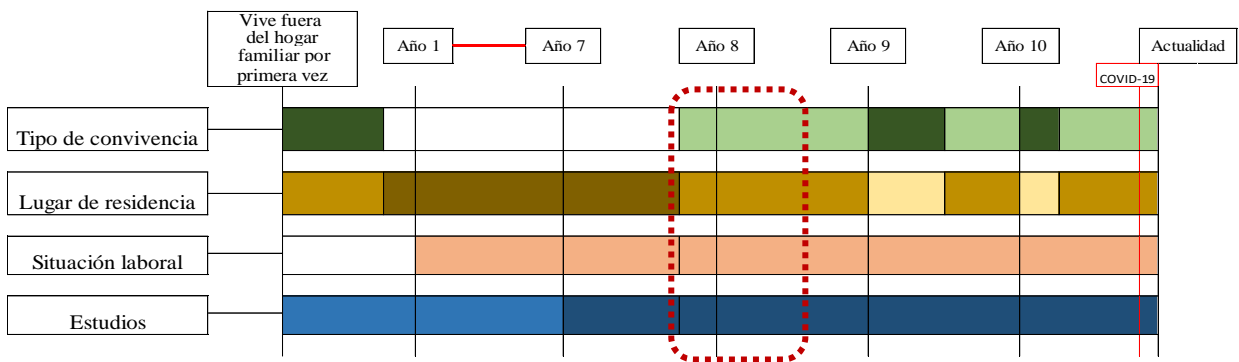 Vive fuera
del hogar
familiar por
primera vez
Año 1
Año 7
Año 8
Año 9
Año 10
Actualidad
COVID-19
Tipo de convivencia
Lugar de residencia
Situación laboral
Estudios